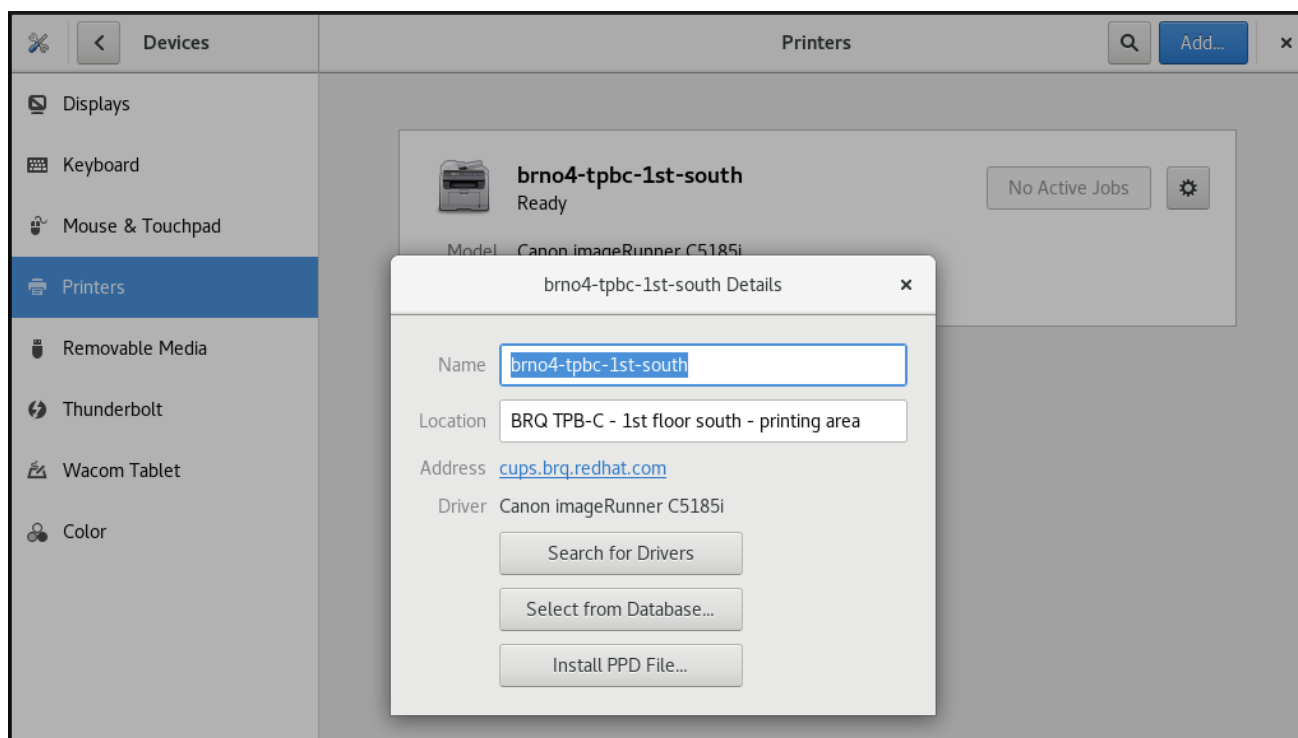 Devices
Printers
Add...
Displays
Keyboard
Mouse & Touchpad
Printers
Removable Media
Thunderbolt
Wacom Tablet
Color
brno4-tpbc-1st-south
Ready
No Active Jobs
Model Canon imageRunner C5185i
brno4-tpbc-1st-south Details
Name brno4-tpbc-1st-south
Location BRQ TPB-C - 1st floor south - printing area
Address cups.brq.redhat.com
Driver Canon imageRunner C5185i
Search for Drivers
Select from Database...
Install PPD File...